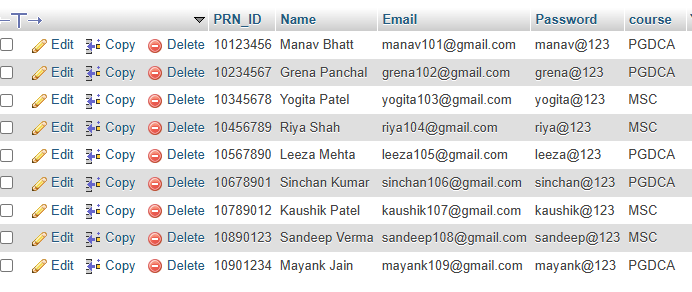 PRN_ID Name Email Password course
Edit Copy Delete 10123456 Manav Bhatt manav101@gmail.com manav@123 PGDCA
Edit Copy Delete 10234567 Grena Panchal grena102@gmail.com grena@123 PGDCA
Edit Copy Delete 10345678 Yogita Patel yogita103@gmail.com yogita@123 MSC
Edit Copy Delete 10456789 Riya Shah riya104@gmail.com riya@123 MSC
Edit Copy Delete 10567890 Leeza Mehta leeza105@gmail.com leeza@123 PGDCA
Edit Copy Delete 10678901 Sinchan Kumar sinchan106@gmail.com sinchan@123 PGDCA
Edit Copy Delete 10789012 Kaushik Patel kaushik107@gmail.com kaushik@123 MSC
Edit Copy Delete 10890123 Sandeep Verma sandeep108@gmail.com sandeep@123 MSC
Edit Copy Delete 10901234 Mayank Jain mayank109@gmail.com mayank@123 PGDCA